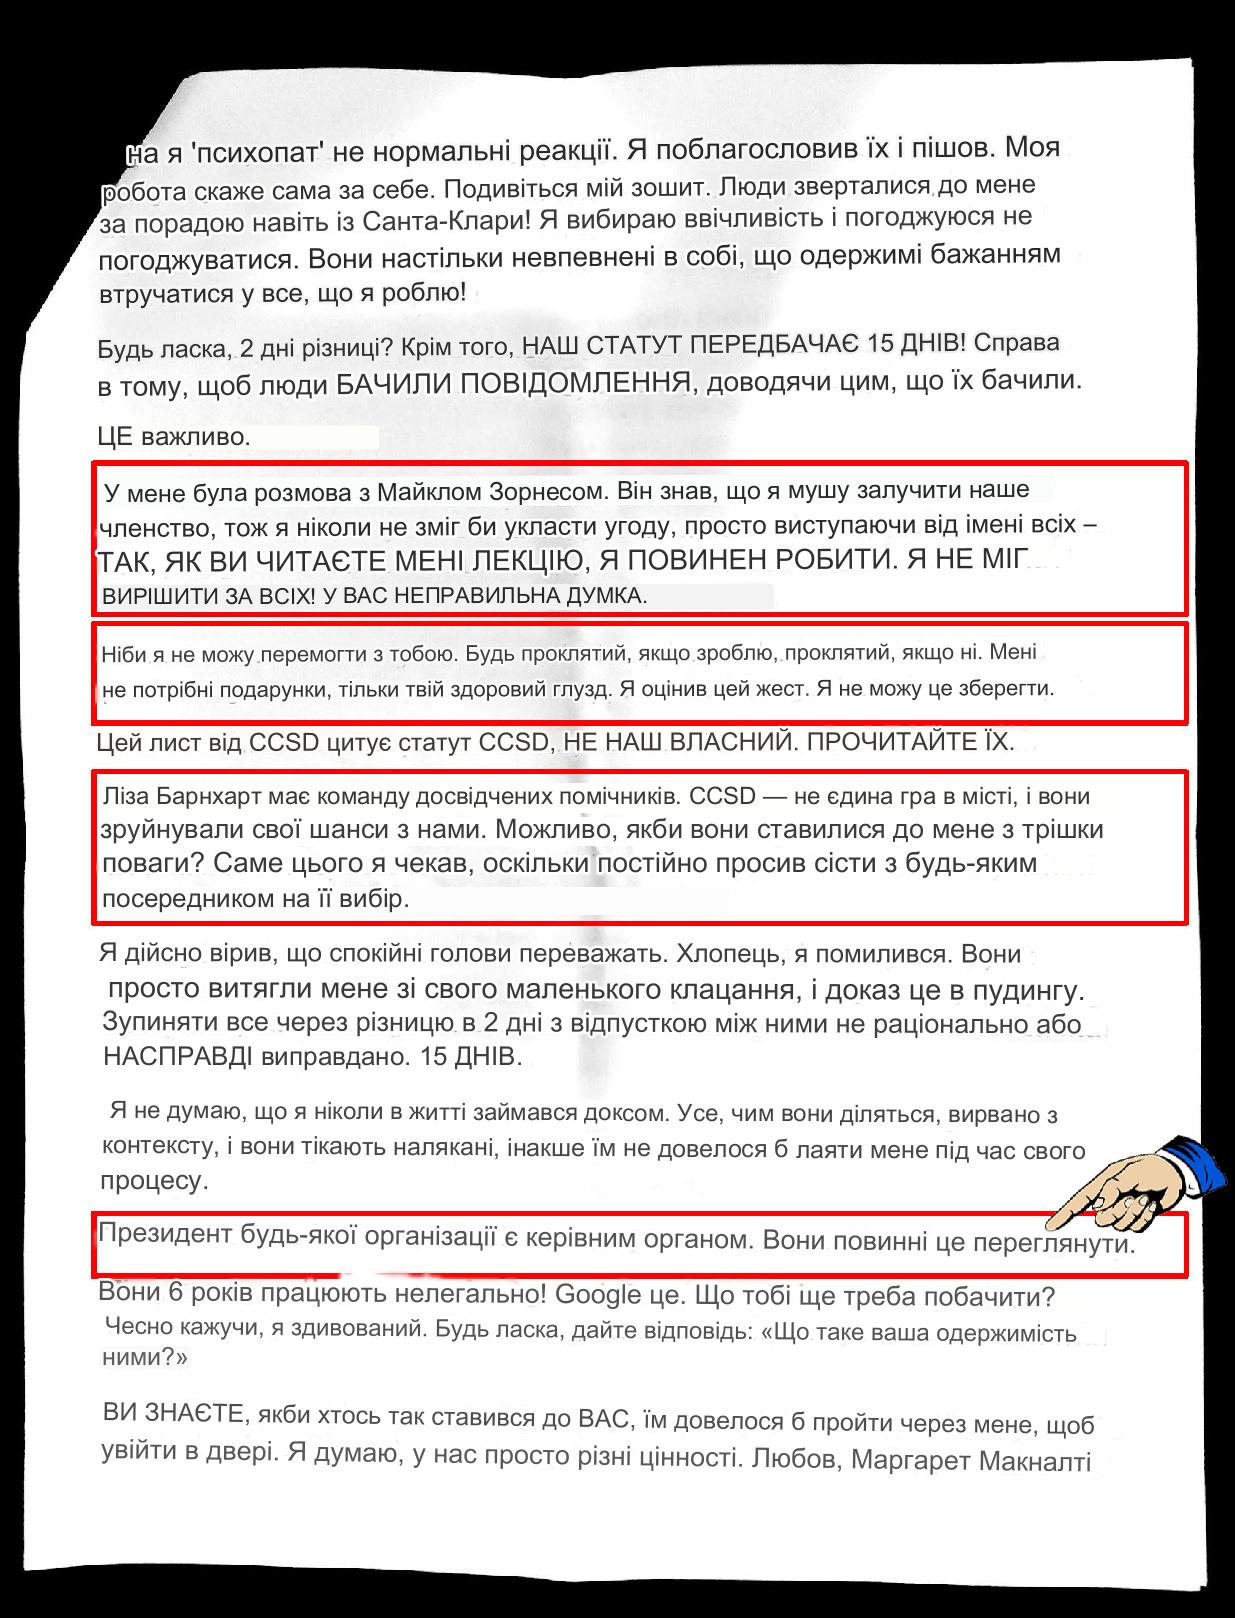 на я 'психопат' не нормальні реакції. Я поблагословив їх і пішов. Моя
робота скаже сама за себе. Подивіться мій зошит. Люди зверталися до мене
за порадою навіть із Санта-Клари! Я вибираю ввічливість і погоджуюся не
погоджуватися. Вони настільки невпевнені в собі, що одержимі бажанням
втручатися у все, що я роблю!
Будь ласка, 2 дні різниці? Крім того, НАШ СТАТУТ ПЕРЕДБАЧАЄ 15 ДНІВ! Справа
в тому, щоб люди БАЧИЛИ ПОВІДОМЛЕННЯ, доводячи цим, що їх бачили.
ЦЕ важливо.
У мене була розмова з Майклом Зорнесом. Він знав, що я мушу залучити наше
членство, тож я ніколи не зміг би укласти угоду, просто виступаючи від імені всіх –
ТАК, ЯК ВИ ЧИТАЄТЕ МЕНІ ЛЕКЦІЮ, Я ПОВИНЕН РОБИТИ. Я НЕ МІГ
ВИРІШИТИ ЗА ВСІХ! У ВАС НЕПРАВИЛЬНА ДУМКА.
Ніби я не можу перемогти з тобою. Будь проклятий, якщо зроблю, проклятий, якщо ні. Мені
не потрібні подарунки, тільки твій здоровий глузд. Я оцінив цей жест. Я не можу це зберегти.
Цей лист від CCSD цитує статут CCSD, НЕ НАШ ВЛАСНИЙ. ПРОЧИТАЙТЕ ЇХ.
Ліза Барнхарт має команду досвідчених помічників. CCSD — не єдина гра в місті, і вони
зруйнували свої шанси з нами. Можливо, якби вони ставилися до мене з трішки
поваги? Саме цього я чекав, оскільки постійно просив сісти з будь-яким
посередником на її вибір.
Я дійсно вірив, що спокійні голови переважать. Хлопець, я помилився. Вони
просто витягли мене зі свого маленького клацання, і доказ це в пудингу.
Зупиняти все через різницю в 2 дні з відпусткою між ними не раціонально або
НАСПРАВДІ виправдано. 15 ДНІВ.
Я не думаю, що я ніколи в житті займався доксом. Усе, чим вони діляться, вирвано з
контексту, і вони тікають налякані, інакше їм не довелося б лаяти мене під час свого
процесу.
Президент будь-якої організації є керівним органом. Вони повинні це переглянути.
Вони 6 років працюють нелегально! Google це. Що тобі ще треба побачити?
Чесно кажучи, я здивований. Будь ласка, дайте відповідь: «Що таке ваша одержимість
ними?»
ВИ ЗНАЄТЕ, якби хтось так ставився до ВАС, їм довелося б пройти через мене, щоб
увійти в двері. Я думаю, у нас просто різні цінності. Любов, Маргарет Макналті